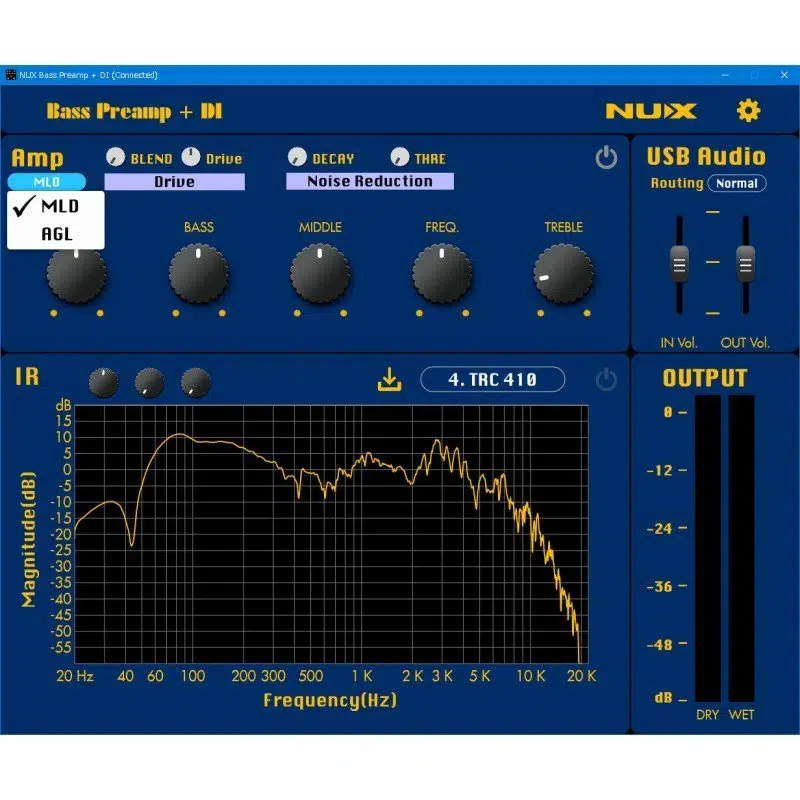 NUX Bass Preamp + DI (Connected)
Bass Preamp + DI
NUX
Amp
BLEND Drive
DECAY THRE
MLD
Drive
Noise Reduction
MLD
AGL
BASS
MIDDLE
FREQ.
TREBLE
USB Audio
Routing Normal
IN Vol. OUT Vol.
IR
4. TRC 410
dB
15
10
5
0
-5
-10
-15
-20
-25
-30
-35
-40
-45
-50
-55
Magnitude(dB)
20 Hz 40 60 100 200 300 500 1 K 2 K 3 K 5 K 10 K 20 K
Frequency(Hz)
OUTPUT
0
-12
-24
-36
-48
dB
DRY WET